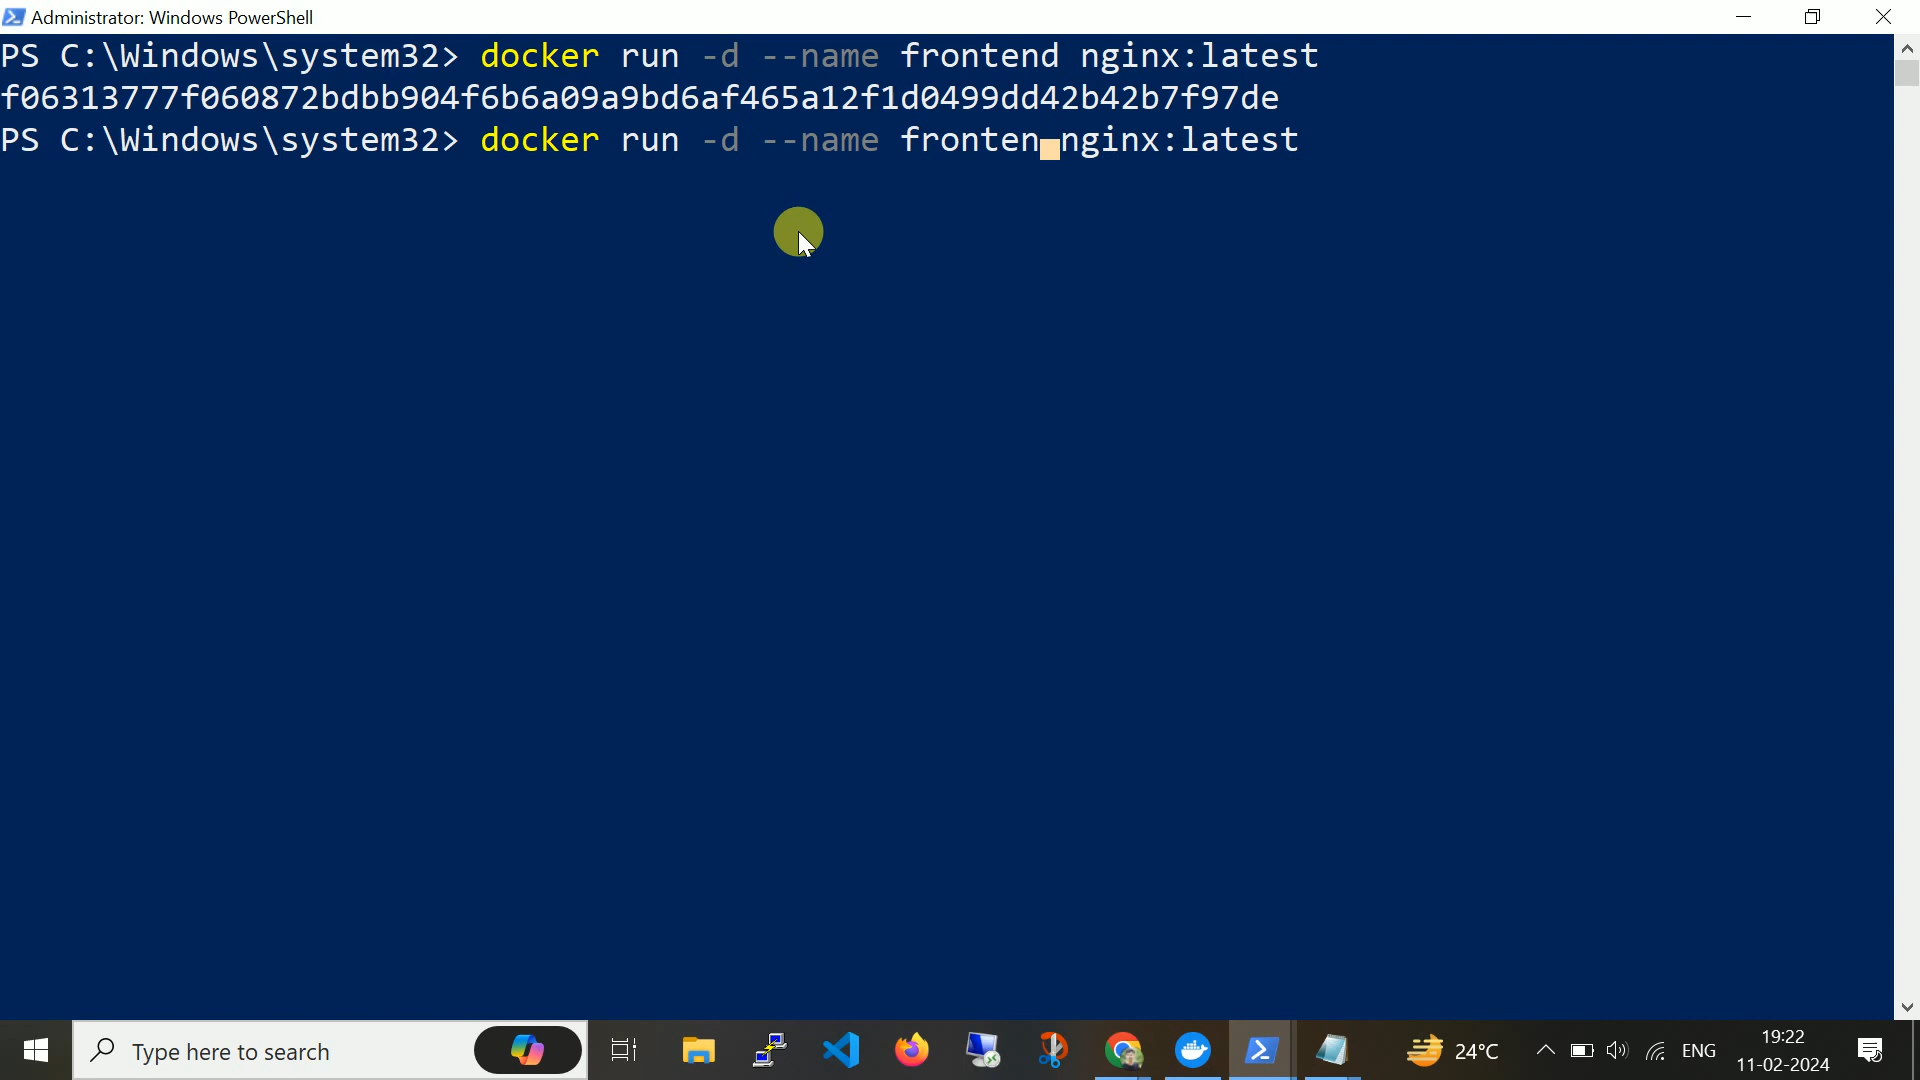 Administrator: Windows PowerShell
PS C:\Windows\system32> docker run -d --name frontend nginx:latest
f06313777f060872bdbb904f6b6a09a9bd6af465a12f1d0499dd42b42b7f97de
PS C:\Windows\system32> docker run -d --name fronten nginx:latest
Type here to search
24°C
ENG
19:22
11-02-2024